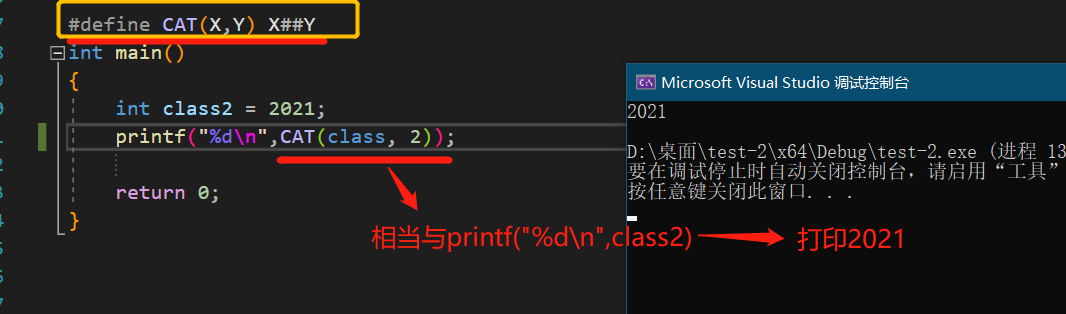 #define CAT(X,Y) X##Y
int main()
{
int class2 = 2021;
printf("%d\n",CAT(class, 2));
return 0;
}
相当与printf("%d\n",class2)
打印2021
Microsoft Visual Studio 调试控制台
2021
D:\桌面\test-2\x64\Debug\test-2.exe (进程 13
要在调试停止时自动关闭控制台，请启用“工具”
按任意键关闭此窗口. . .